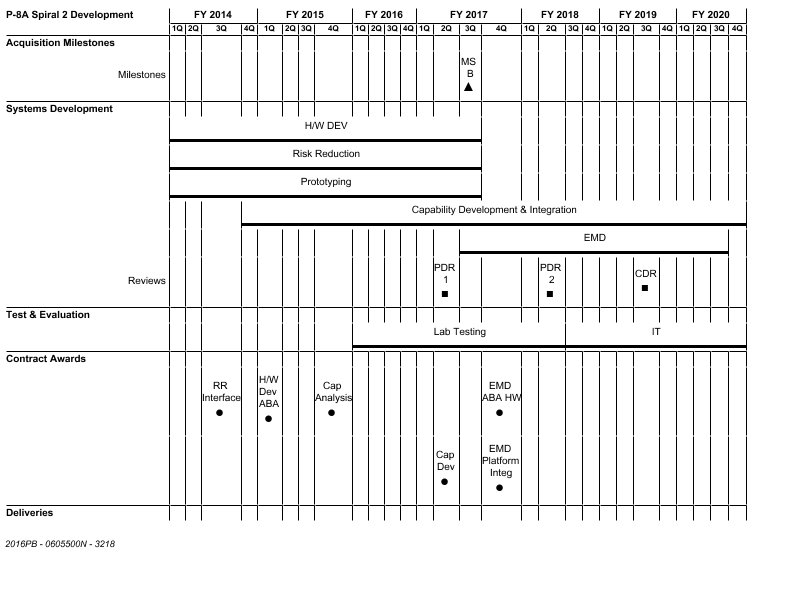 P-8A Spiral 2 Development FY 2014 FY 2015 FY 2016 FY 2017 FY 2018 FY 2019 FY 2020
1Q 2Q 3Q 4Q 1Q 2Q 3Q 4Q 1Q 2Q 3Q 4Q 1Q 2Q 3Q 4Q 1Q 2Q 3Q 4Q 1Q 2Q 3Q 4Q 1Q 2Q 3Q 4Q
Acquisition Milestones
MS
B
Milestones
Systems Development
H/W DEV
Risk Reduction
Prototyping
Capability Development & Integration
EMD
Reviews
PDR
1
PDR
2
CDR
Test & Evaluation
Lab Testing
IT
Contract Awards
RR
Interface
H/W
Dev
ABA
Cap
Analysis
EMD
ABA HW
Cap
Dev
EMD
Platform
Integ
Deliveries
2016PB - 0605500N - 3218